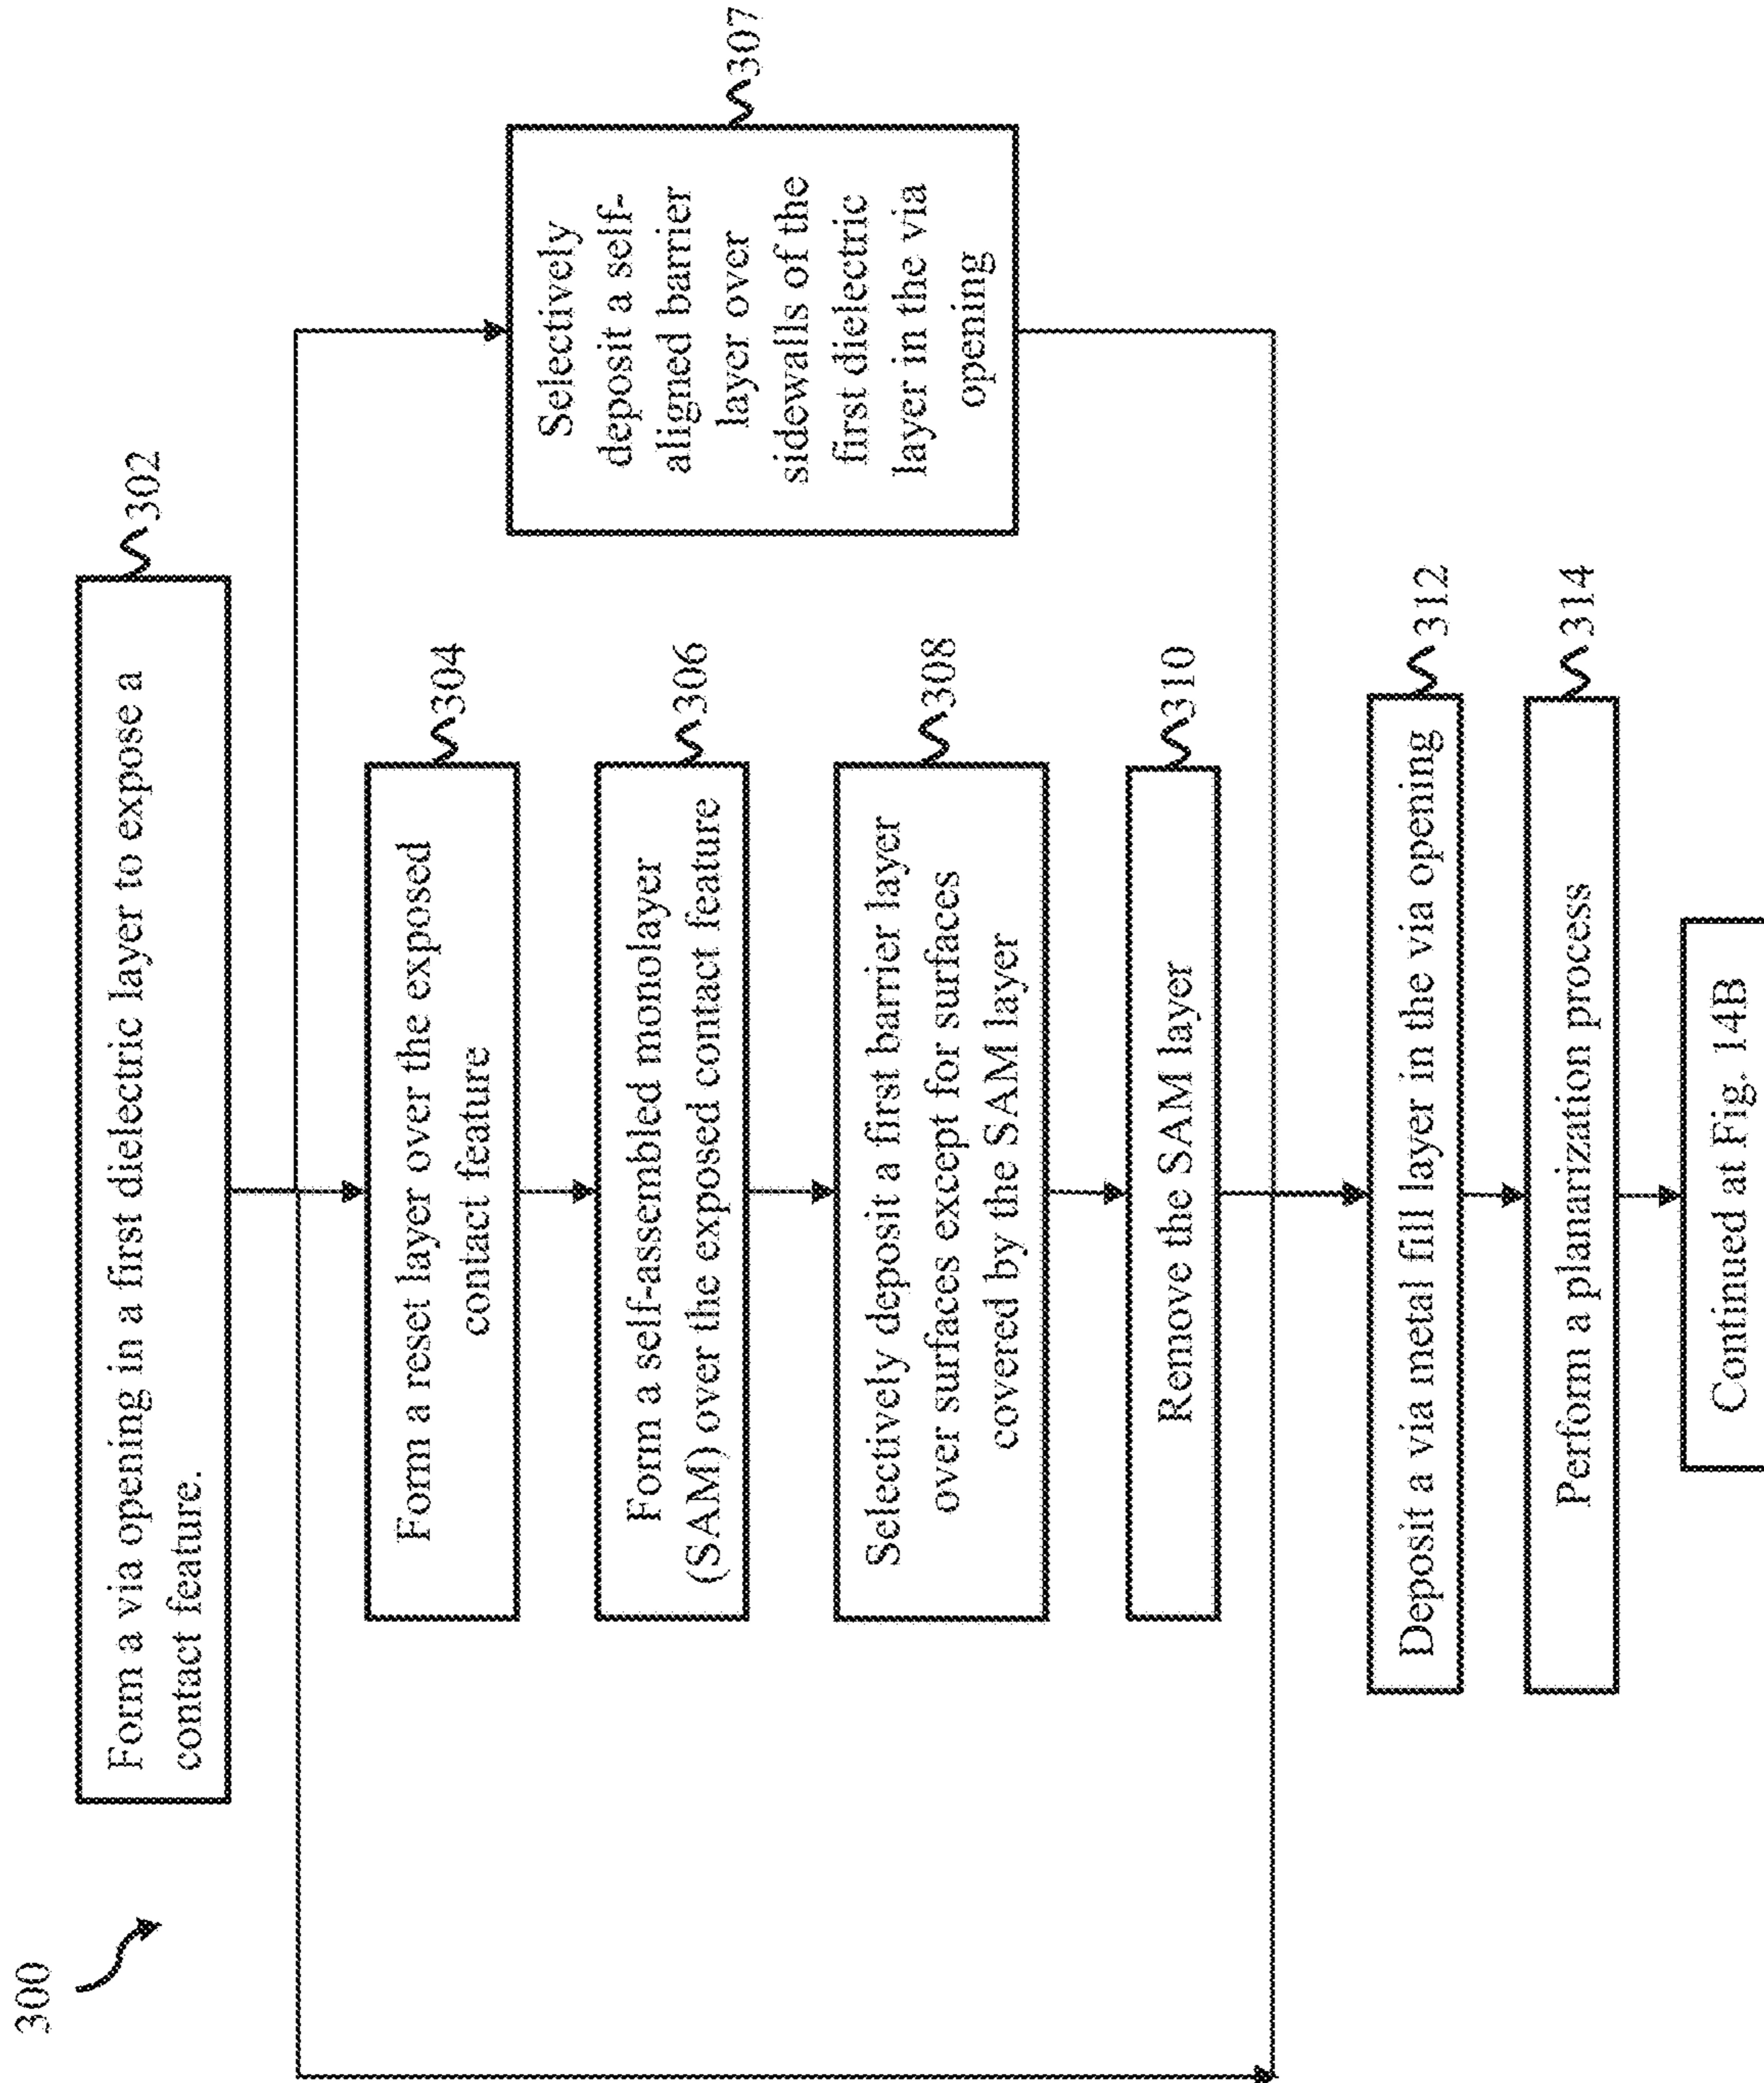 300
Form a via opening in a first dielectric layer to expose a
contact feature.
302
Form a reset layer over the exposed
contact feature
304
Form a self-assembled monolayer
(SAM) over the exposed contact feature
306
Selectively
deposit a self-
aligned barrier
layer over
sidewalls of the
first dielectric
layer in the via
opening
307
Selectively deposit a first barrier layer
over surfaces except for surfaces
covered by the SAM layer
308
Remove the SAM layer
310
Deposit a via metal fill layer in the via opening
312
Perform a planarization process
314
Continued at Fig. 14B